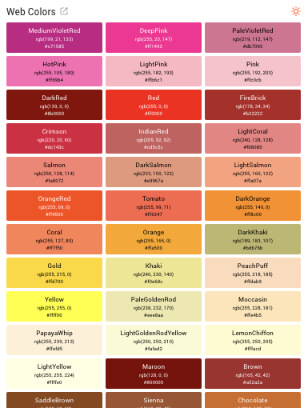 Web Colors
MediumVioletRed
rgb(199, 21, 133)
#c71585
DeepPink
rgb(255, 20, 147)
#ff1493
PaleVioletRed
rgb(219, 112, 147)
#db7093
HotPink
rgb(255, 105, 180)
#ff69b4
LightPink
rgb(255, 182, 193)
#ffb6c1
Pink
rgb(255, 192, 203)
#ffc0cb
DarkRed
rgb(139, 0, 0)
#8b0000
Red
rgb(255, 0, 0)
#ff0000
FireBrick
rgb(178, 34, 34)
#b22222
Crimson
rgb(220, 20, 60)
#dc143c
IndianRed
rgb(205, 92, 92)
#cd5c5c
LightCoral
rgb(240, 128, 128)
#f08080
Salmon
rgb(250, 128, 114)
#fa8072
DarkSalmon
rgb(233, 150, 122)
#e9967a
LightSalmon
rgb(255, 160, 122)
#ffa07a
OrangeRed
rgb(255, 69, 0)
#ff4500
Tomato
rgb(255, 99, 71)
#ff6347
DarkOrange
rgb(255, 140, 0)
#ff8c00
Coral
rgb(255, 127, 80)
#ff7f50
Orange
rgb(255, 165, 0)
#ffa500
DarkKhaki
rgb(189, 183, 107)
#bdb76b
Gold
rgb(255, 215, 0)
#ffd700
Khaki
rgb(240, 230, 140)
#f0e68c
PeachPuff
rgb(255, 218, 185)
#ffdab9
Yellow
rgb(255, 255, 0)
#ffff00
PaleGoldenRod
rgb(238, 232, 170)
#eee8aa
Moccasin
rgb(255, 228, 181)
#ffe4b5
PapayaWhip
rgb(255, 239, 213)
#ffefd5
LightGoldenRodYellow
rgb(250, 250, 210)
#fafad2
LemonChiffon
rgb(255, 250, 205)
#fffacd
LightYellow
rgb(255, 255, 224)
#ffffe0
Maroon
rgb(128, 0, 0)
#800000
Brown
rgb(165, 42, 42)
#a52a2a
SaddleBrown
Sienna
Chocolate